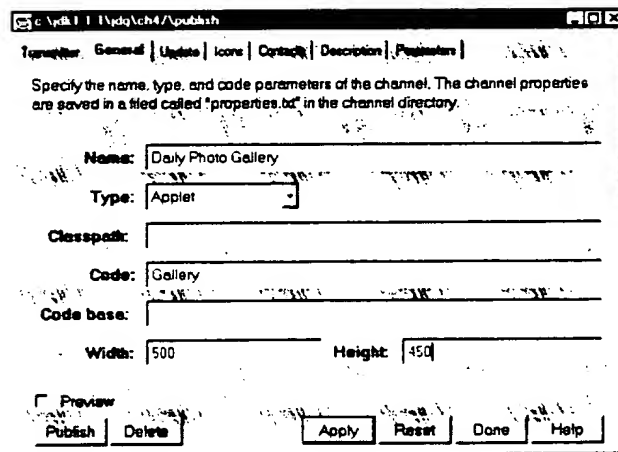 c:\jdk1.1.1\jdg\ch47\publish
Transmitter General Update Icons Contacts Description Parameters
Specify the name, type, and code parameters of the channel. The channel properties
are saved in a filed called "properties.txt" in the channel directory.
Name: Daily Photo Gallery
Type: Applet
Classpath:
Code: Gallery
Code base:
Width: 500 Height: 450
Preview
Publish Delete Apply Reset Done Help